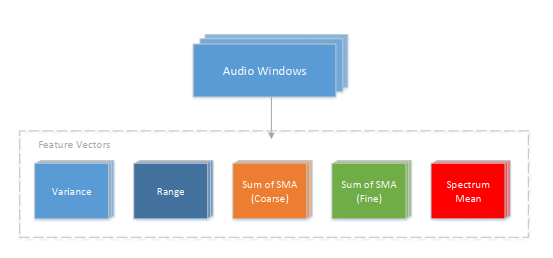 Audio Windows
Feature Vectors
Variance
Range
Sum of SMA
(Coarse)
Sum of SMA
(Fine)
Spectrum
Mean